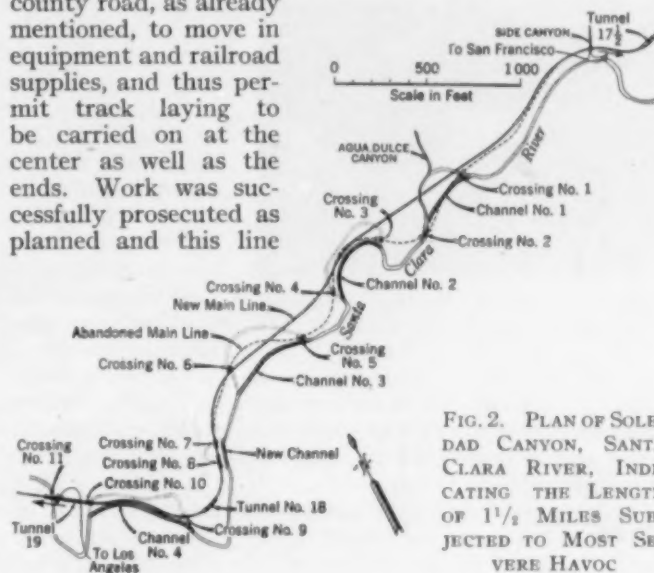 county road, as already
mentioned, to move in
equipment and railroad
supplies, and thus per-
mit track laying to
be carried on at the
center as well as the
ends. Work was suc-
cessfully prosecuted as
planned and this line
Tunnel
17½
SIDE CANYON
To San Francisco
0 500 1000
Scale in Feet
River
AGUA DULCE
CANYON
Crossing No. 1
Channel No. 1
Crossing
No. 3
Crossing No. 2
Clara
Channel No. 2
Crossing No. 4
New Main Line
Santa
Abandoned Main Line
Crossing
No. 5
Crossing No. 6
Channel No. 3
Crossing No. 7
New Channel
Crossing No. 8
Crossing
No. 11
Crossing No. 10
Tunnel No. 18
Crossing No. 9
Tunnel
19
Channel
No. 4
To Los
Angeles
FIG. 2. PLAN OF SOLE
DAD CANYON, SANT
CLARA RIVER, INDI
CATING THE LENGT
OF 1½ MILES SUB
JECTED TO MOST SE
VERE HAVOC